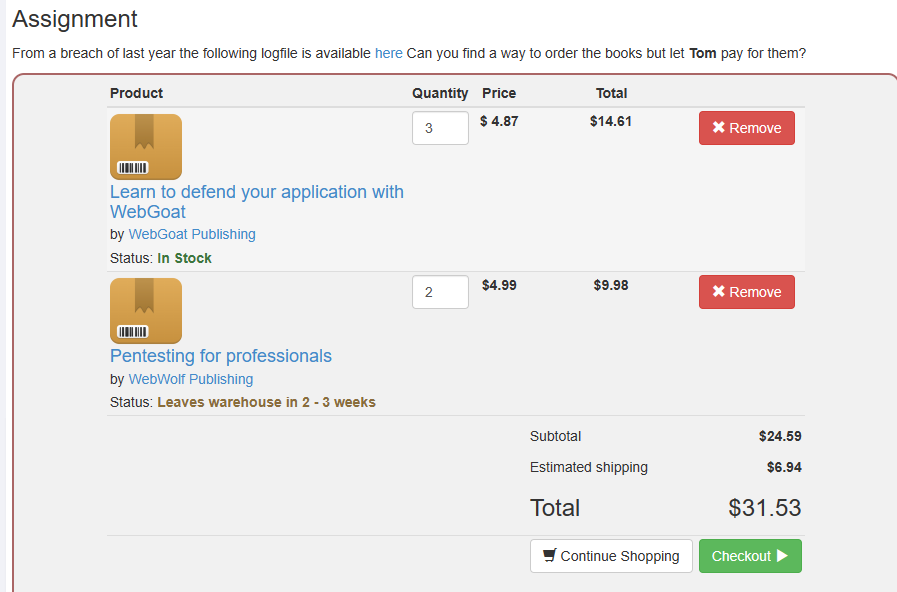 Assignment
From a breach of last year the following logfile is available here Can you find a way to order the books but let Tom pay for them?
Product Quantity Price Total
3 $ 4.87 $14.61 ✖ Remove
Learn to defend your application with
WebGoat
by WebGoat Publishing
Status: In Stock
2 $4.99 $9.98 ✖ Remove
Pentesting for professionals
by WebWolf Publishing
Status: Leaves warehouse in 2 - 3 weeks
Subtotal $24.59
Estimated shipping $6.94
Total $31.53
Continue Shopping Checkout ▶